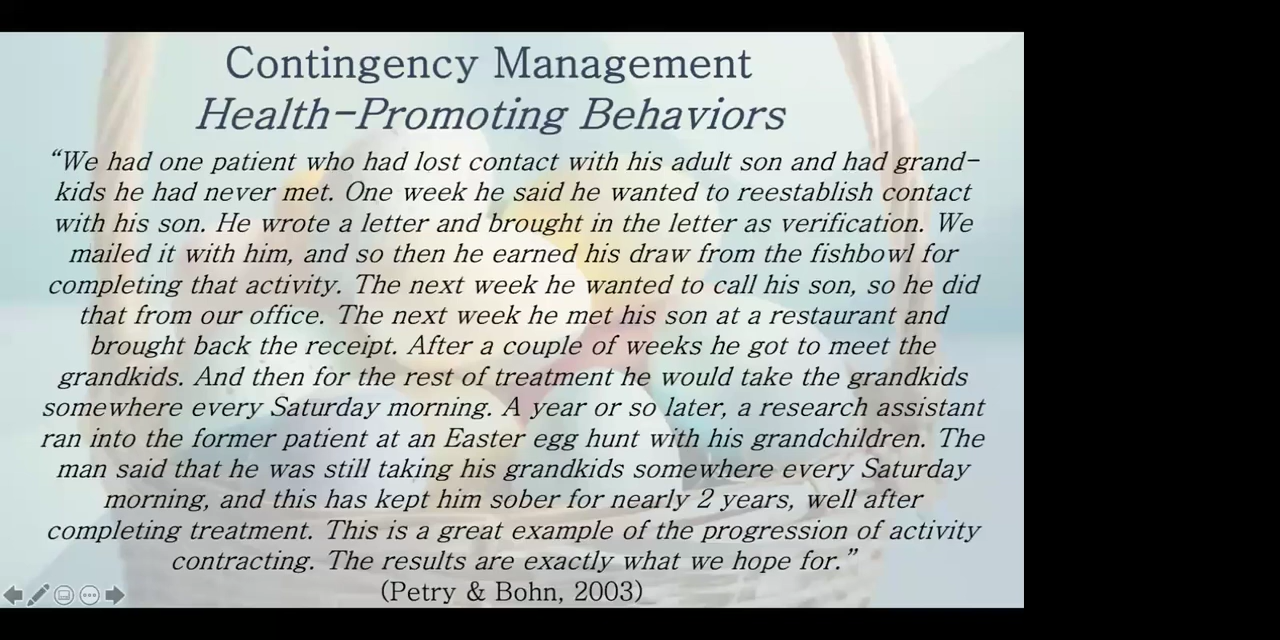 Contingency Management
Health-Promoting Behaviors
“We had one patient who had lost contact with his adult son and had grand-
kids he had never met. One week he said he wanted to reestablish contact
with his son. He wrote a letter and brought in the letter as verification. We
mailed it with him, and so then he earned his draw from the fishbowl for
completing that activity. The next week he wanted to call his son, so he did
that from our office. The next week he met his son at a restaurant and
brought back the receipt. After a couple of weeks he got to meet the
grandkids. And then for the rest of treatment he would take the grandkids
somewhere every Saturday morning. A year or so later, a research assistant
ran into the former patient at an Easter egg hunt with his grandchildren. The
man said that he was still taking his grandkids somewhere every Saturday
morning, and this has kept him sober for nearly 2 years, well after
completing treatment. This is a great example of the progression of activity
contracting. The results are exactly what we hope for.”
(Petry & Bohn, 2003)